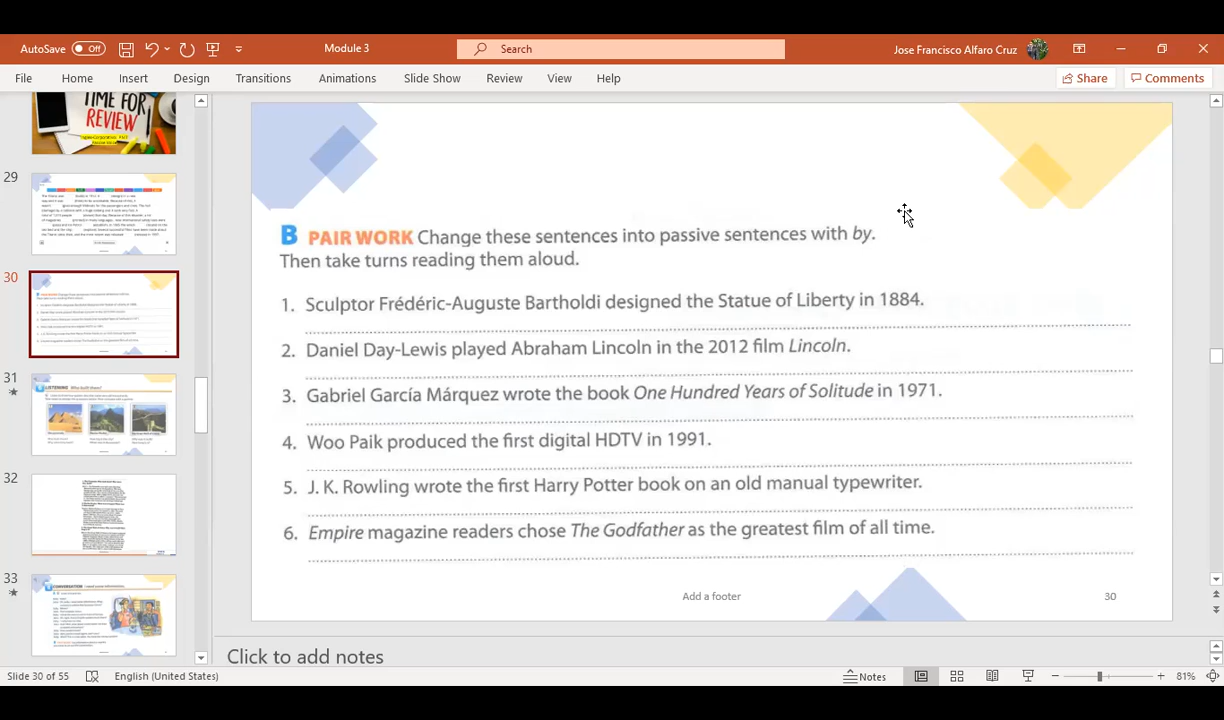 AutoSave Off
Module 3
Search
Jose Francisco Alfaro Cruz
File Home Insert Design Transitions Animations Slide Show Review View Help
Share Comments
TIME FOR
REVIEW
29
30
31
LISTENING
32
33
CONVERSATION
B PAIR WORK Change these sentences into passive sentences with by.
Then take turns reading them aloud.
1. Sculptor Frédéric-Auguste Bartholdi designed the Statue of Liberty in 1884.
2. Daniel Day-Lewis played Abraham Lincoln in the 2012 film Lincoln.
3. Gabriel García Márquez wrote the book One Hundred Years of Solitude in 1971.
4. Woo Paik produced the first digital HDTV in 1991.
5. J. K. Rowling wrote the first Harry Potter book on an old manual typewriter.
6. Empire magazine readers chose The Godfather as the greatest film of all time.
Add a footer
30
Click to add notes
Slide 30 of 55
English (United States)
Notes
81%